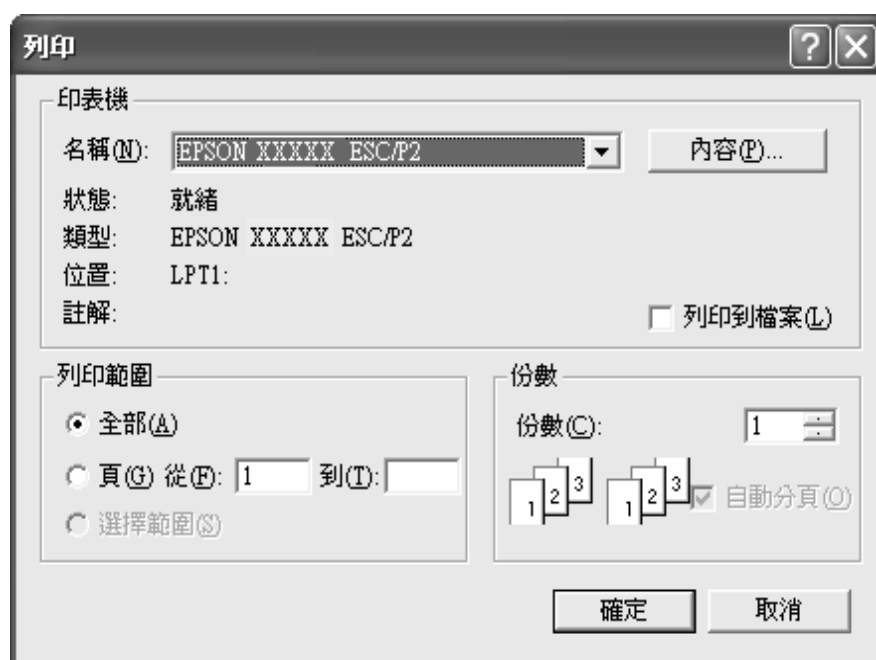 列印
印表機
名稱(N): EPSON XXXXX ESC/P2 內容(P)...
狀態: 就緒
類型: EPSON XXXXX ESC/P2
位置: LPT1:
註解: 列印到檔案(L)
列印範圍
全部(A)
頁(G) 從(F): 1 到(T):
選擇範圍(S)
份數
份數(C): 1
1 2 3 1 2 3 自動分頁(O)
確定 取消